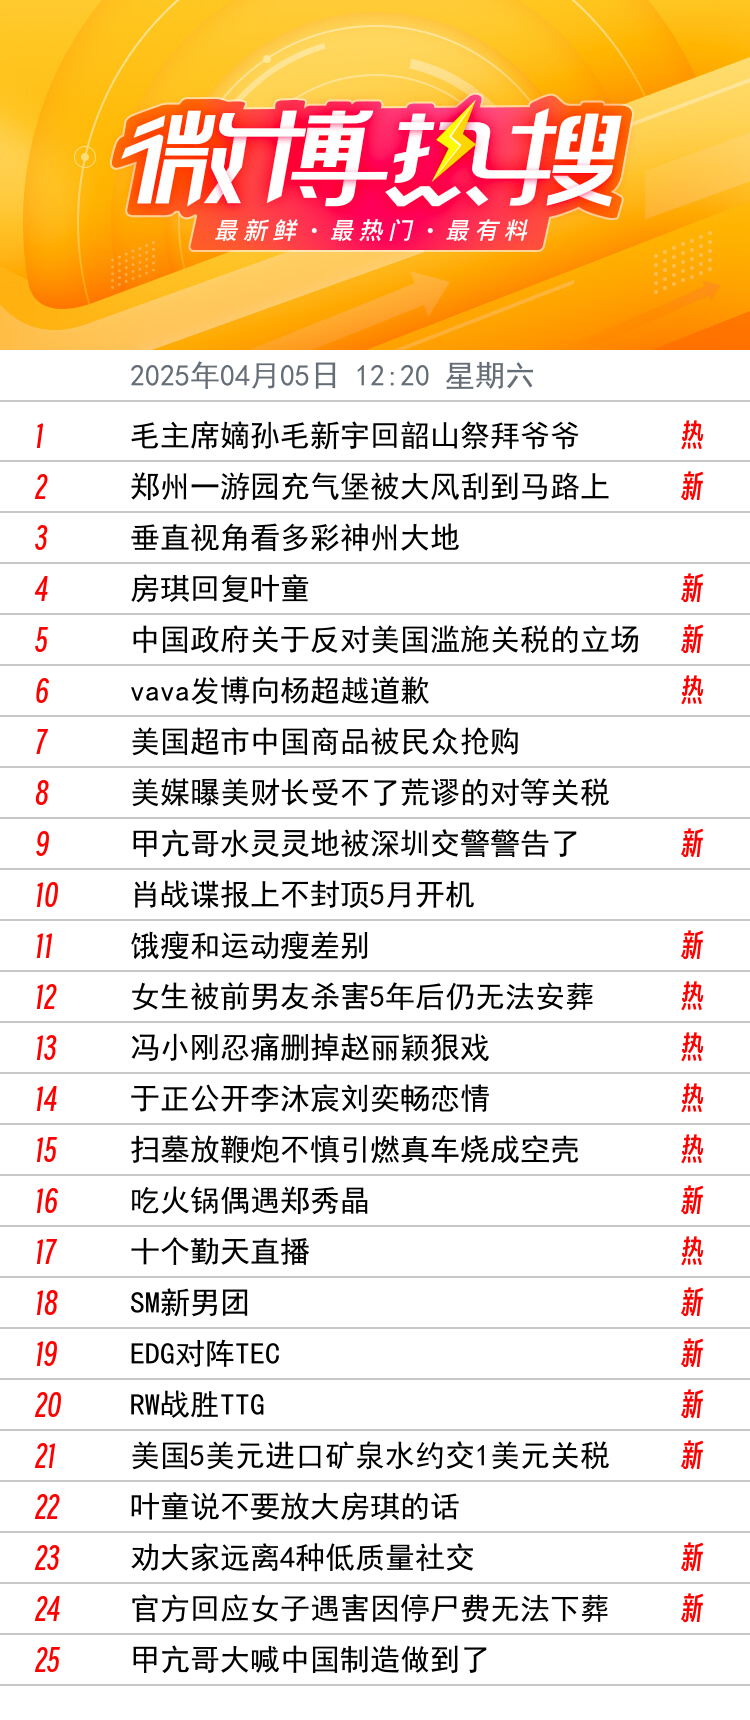 微博热搜
最新鲜·最热门·最有料
2025年04月05日 12:20 星期六
1 毛主席嫡孙毛新宇回韶山祭拜爷爷 热
2 郑州一游园充气堡被大风刮到马路上 新
3 垂直视角看多彩神州大地
4 房琪回复叶童 新
5 中国政府关于反对美国滥施关税的立场 新
6 vava发博向杨超越道歉 热
7 美国超市中国商品被民众抢购
8 美媒曝美财长受不了荒谬的对等关税
9 甲亢哥水灵灵地被深圳交警警告了 新
10 肖战谍报上不封顶5月开机
11 饿瘦和运动瘦差别 新
12 女生被前男友杀害5年后仍无法安葬 热
13 冯小刚忍痛删掉赵丽颖狠戏 热
14 于正公开李沐宸刘奕畅恋情 热
15 扫墓放鞭炮不慎引燃真车烧成空壳 热
16 吃火锅偶遇郑秀晶 新
17 十个勤天直播 热
18 SM新男团 新
19 EDG对阵TEC 新
20 RW战胜TTG 新
21 美国5美元进口矿泉水约交1美元关税 新
22 叶童说不要放大房琪的话
23 劝大家远离4种低质量社交 新
24 官方回应女子遇害因停尸费无法下葬 新
25 甲亢哥大喊中国制造做到了